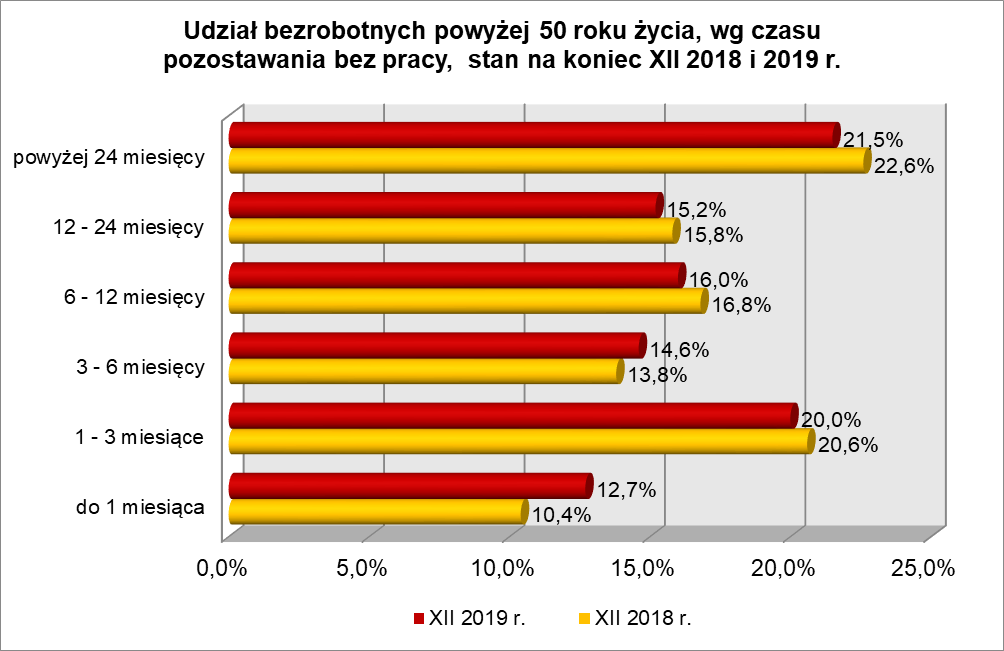 Udział bezrobotnych powyżej 50 roku życia, wg czasu
pozostawania bez pracy,  stan na koniec XII 2018 i 2019 r.
powyżej 24 miesięcy
21,5%
22,6%
12 - 24 miesięcy
15,2%
15,8%
6 - 12 miesięcy
16,0%
16,8%
3 - 6 miesięcy
14,6%
13,8%
1 - 3 miesiące
20,0%
20,6%
do 1 miesiąca
12,7%
10,4%
0,0% 5,0% 10,0% 15,0% 20,0% 25,0%
XII 2019 r. XII 2018 r.